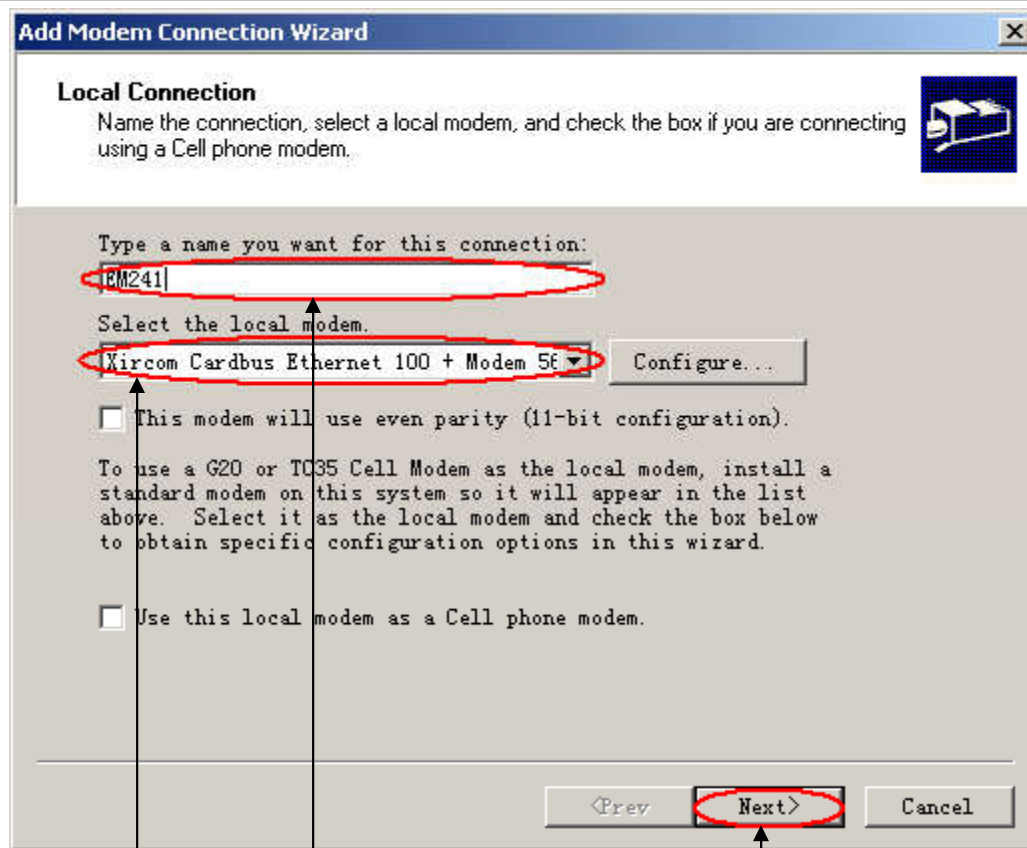 Add Modem Connection Wizard
Local Connection
Name the connection, select a local modem, and check the box if you are connecting
using a Cell phone modem.
Type a name you want for this connection:
EM241
Select the local modem.
Xircom Cardbus Ethernet 100 + Modem 56
Configure...
This modem will use even parity (11-bit configuration).
To use a G20 or TC35 Cell Modem as the local modem, install a
standard modem on this system so it will appear in the list
above.  Select it as the local modem and check the box below
to obtain specific configuration options in this wizard.
Use this local modem as a Cell phone modem.
<Prev
Next>
Cancel